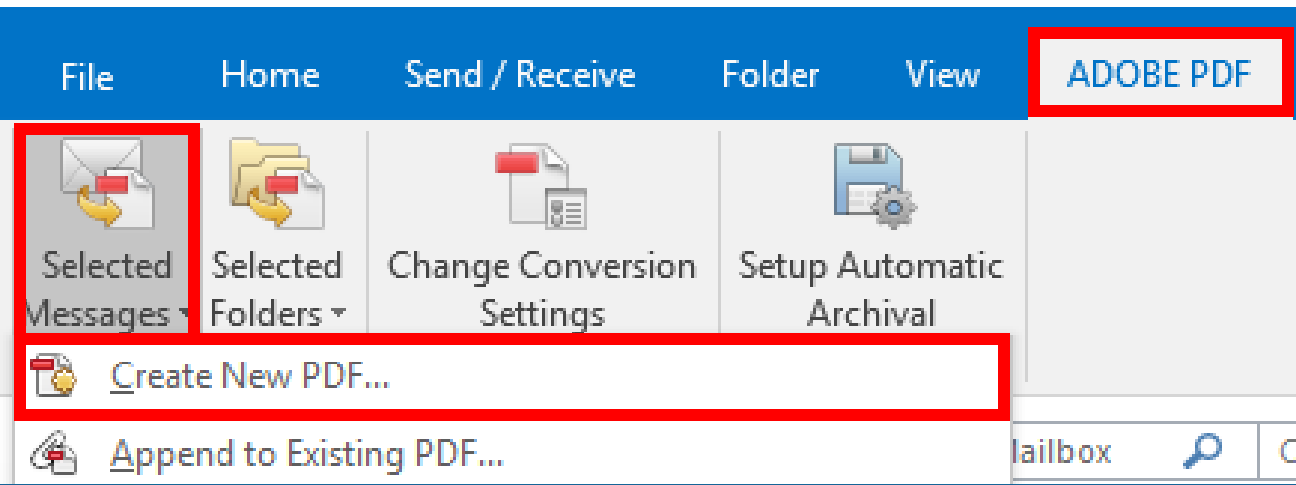 File Home Send / Receive Folder View ADOBE PDF
Selected Selected Change Conversion Setup Automatic
Messages Folders Settings Archival
Create New PDF...
Append to Existing PDF...